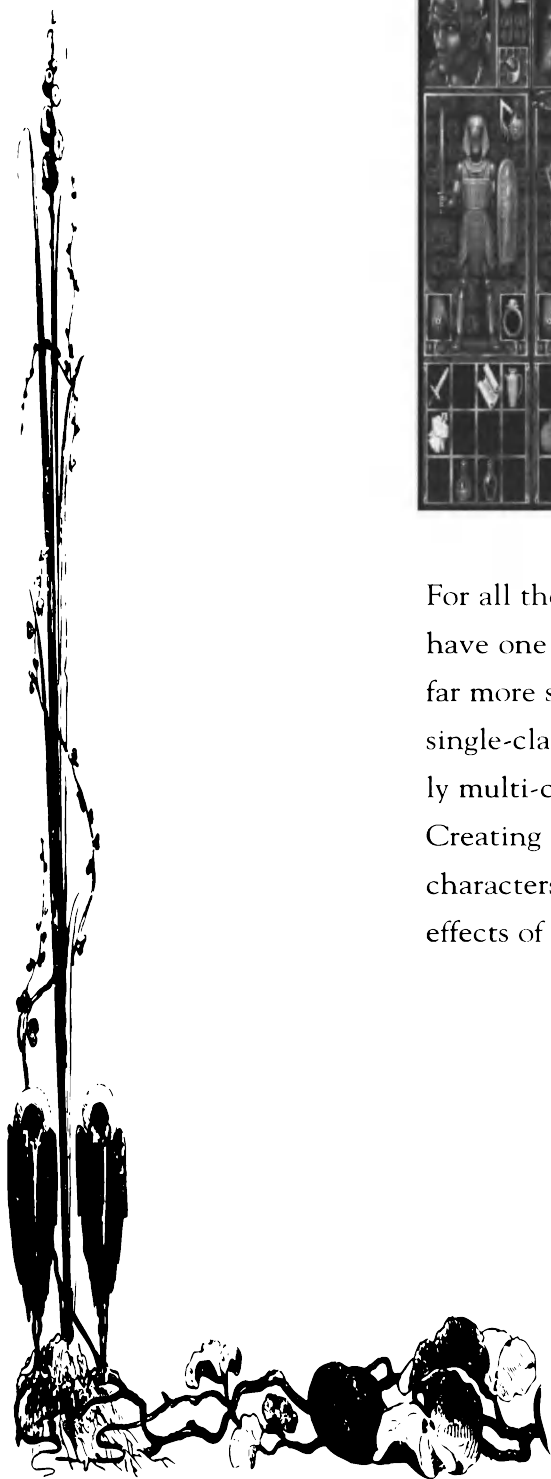 For all the
have one
far more s
single-cla
ly multi-c
Creating
characters
effects of